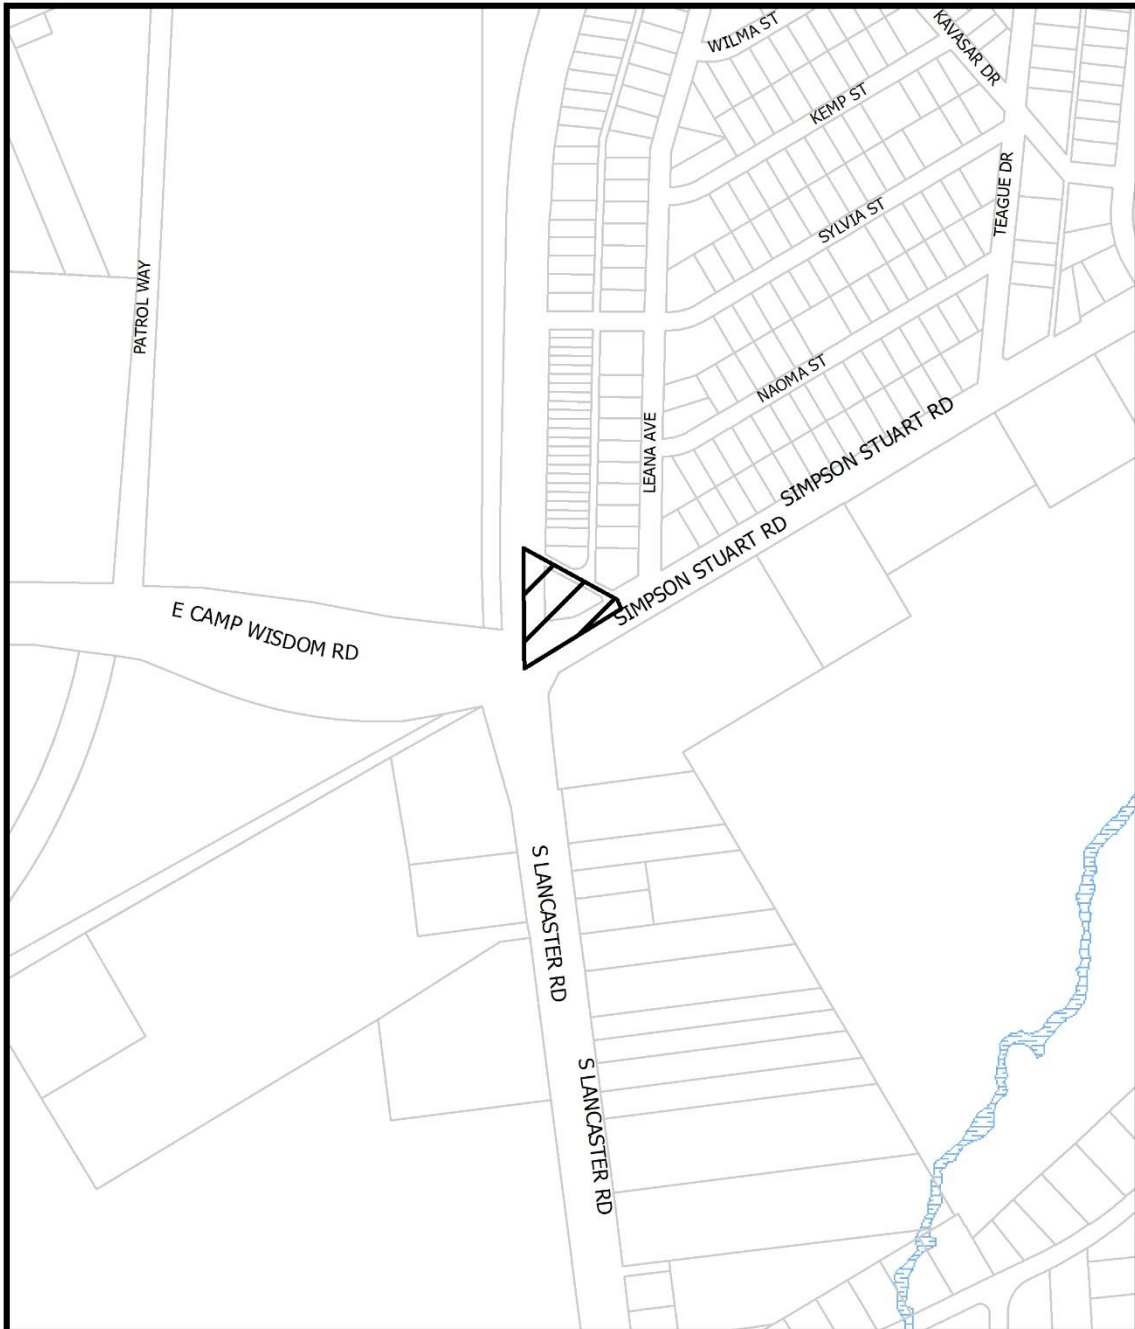 WILMA ST
KAVASAR DR
KEMP ST
TEAGUE DR
SYLVIA ST
PATROL WAY
NAOMA ST
LEANA AVE
SIMPSON STUART RD
SIMPSON STUART RD
E CAMP WISDOM RD
S LANCASTER RD
S LANCASTER RD